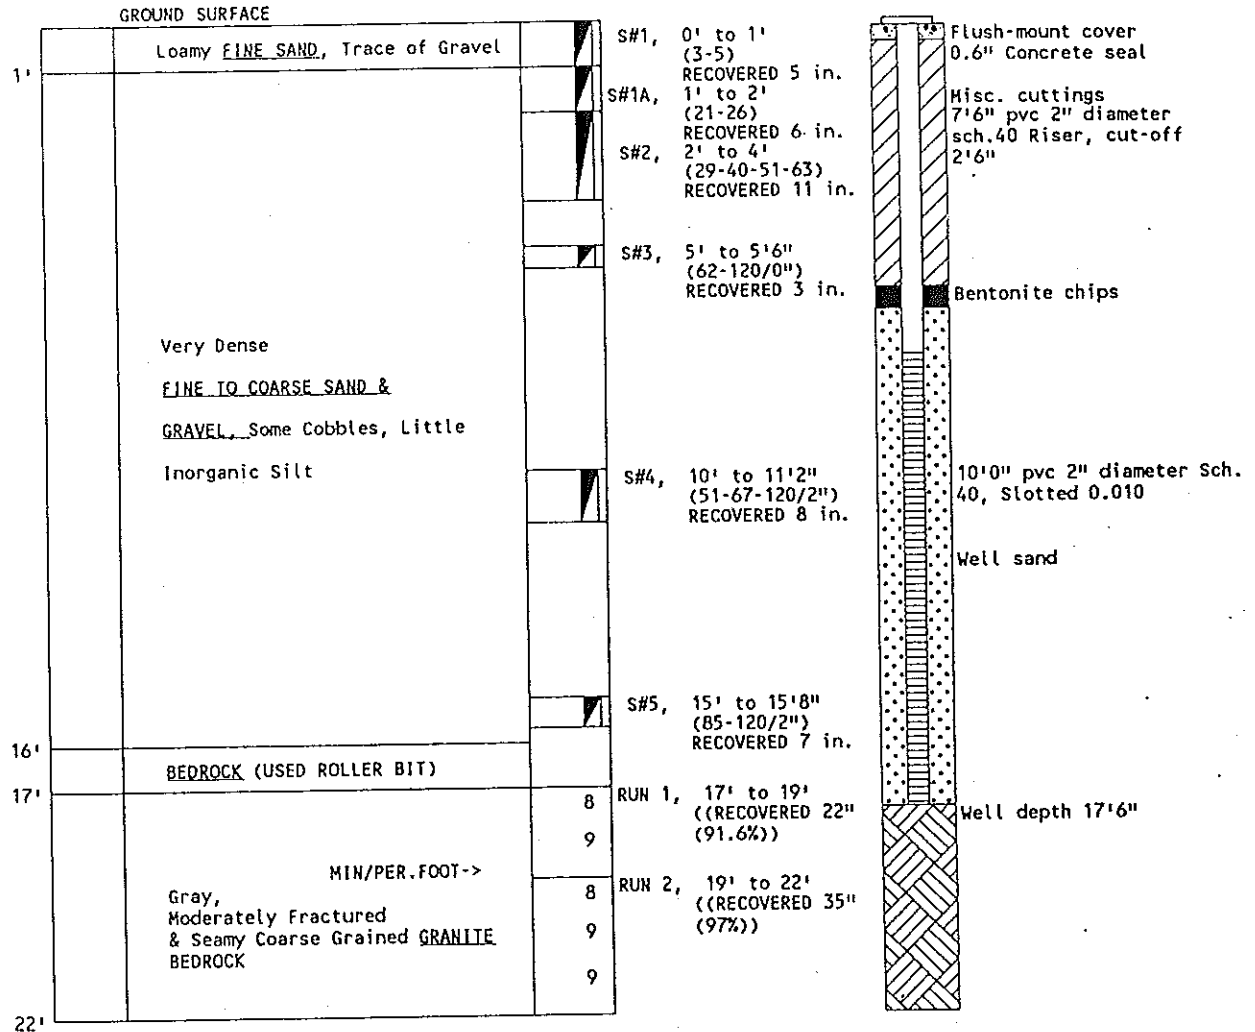 GROUND SURFACE
Loamy FINE SAND, Trace of Gravel
1'
S#1, 0' to 1'
(3-5)
RECOVERED 5 in.
S#1A, 1' to 2'
(21-26)
RECOVERED 6 in.
S#2, 2' to 4'
(29-40-51-63)
RECOVERED 11 in.
S#3, 5' to 5'6"
(62-120/0")
RECOVERED 3 in.
Very Dense
FINE TO COARSE SAND &
GRAVEL, Some Cobbles, Little
Inorganic Silt
S#4, 10' to 11'2"
(51-67-120/2")
RECOVERED 8 in.
S#5, 15' to 15'8"
(85-120/2")
RECOVERED 7 in.
16'
BEDROCK (USED ROLLER BIT)
17'
8
9
RUN 1, 17' to 19'
((RECOVERED 22"
(91.6%))
MIN/PER.FOOT->
Gray,
Moderately Fractured
& Seamy Coarse Grained GRANITE
BEDROCK
8
9
9
RUN 2, 19' to 22'
((RECOVERED 35"
(97%))
22'
Flush-mount cover
0.6" Concrete seal
Misc. cuttings
7'6" pvc 2" diameter
sch.40 Riser, cut-off
2'6"
Bentonite chips
10'0" pvc 2" diameter Sch.
40, Slotted 0.010
Well sand
Well depth 17'6"